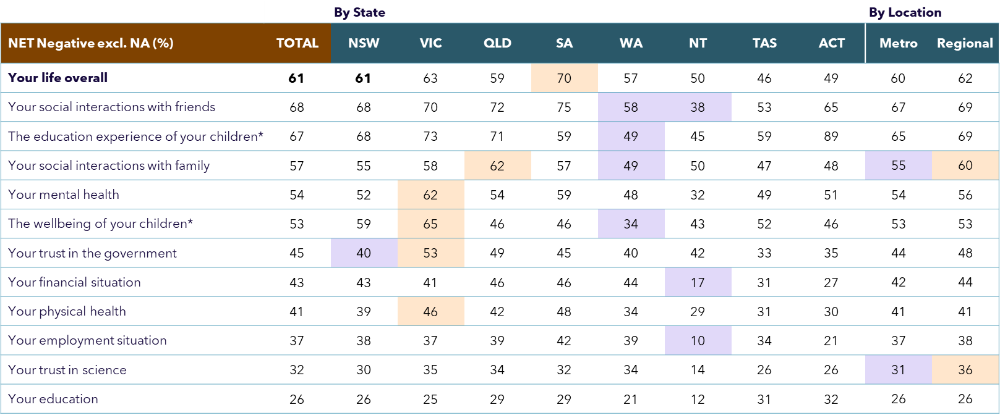 By State By Location
NET Negative excl. NA (%) TOTAL NSW VIC QLD SA WA NT TAS ACT Metro Regional
Your life overall 61 61 63 59 70 57 50 46 49 60 62
Your social interactions with friends 68 68 70 72 75 58 38 53 65 67 69
The education experience of your children* 67 68 73 71 59 49 45 59 89 65 69
Your social interactions with family 57 55 58 62 57 49 50 47 48 55 60
Your mental health 54 52 62 54 59 48 32 49 51 54 56
The wellbeing of your children* 53 59 65 46 46 34 43 52 46 53 53
Your trust in the government 45 40 53 49 45 40 42 33 35 44 48
Your financial situation 43 43 41 46 46 44 17 31 27 42 44
Your physical health 41 39 46 42 48 34 29 31 30 41 41
Your employment situation 37 38 37 39 42 39 10 34 21 37 38
Your trust in science 32 30 35 34 32 34 14 26 26 31 36
Your education 26 26 25 29 29 21 12 31 32 26 26